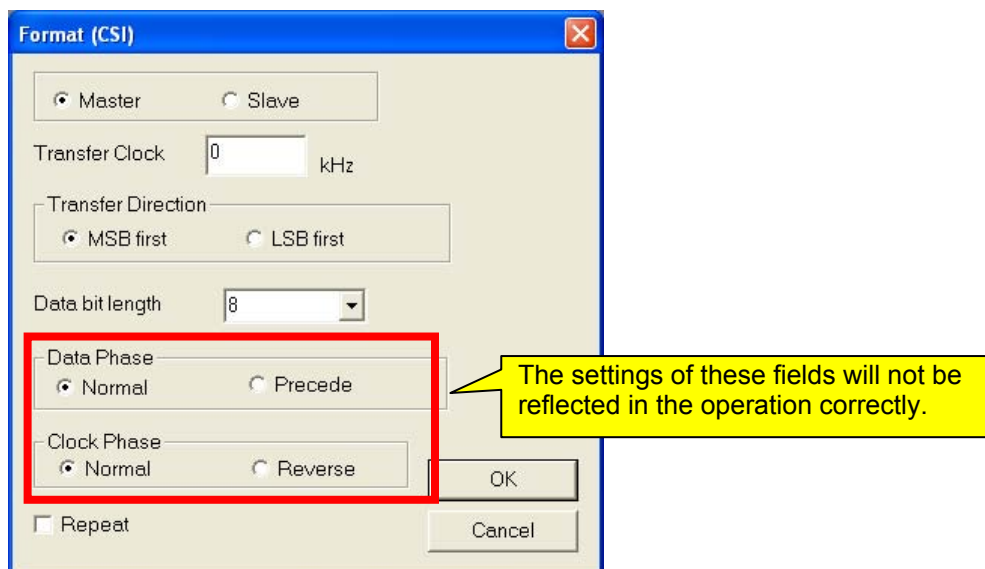 Format (CSI)
Master Slave
Transfer Clock 0 kHz
Transfer Direction
MSB first LSB first
Data bit length 8
Data Phase
Normal Precede
The settings of these fields will not be
reflected in the operation correctly.
Clock Phase
Normal Reverse
OK
Repeat
Cancel